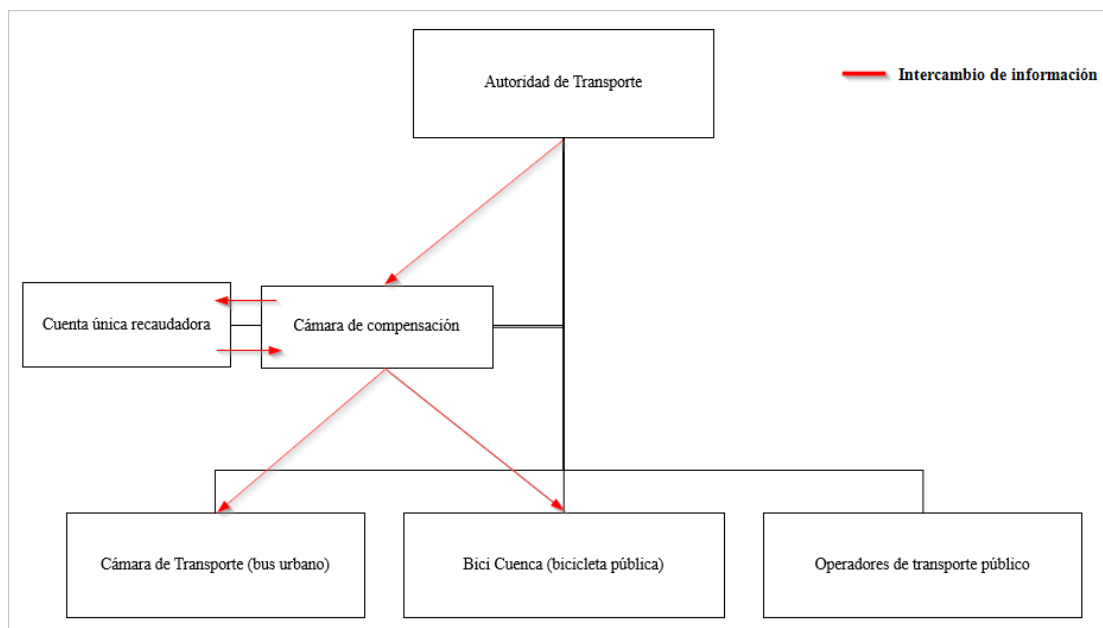 Autoridad de Transporte
Intercambio de información
Cuenta única recaudadora
Cámara de compensación
Cámara de Transporte (bus urbano)
Bici Cuenca (bicicleta pública)
Operadores de transporte público